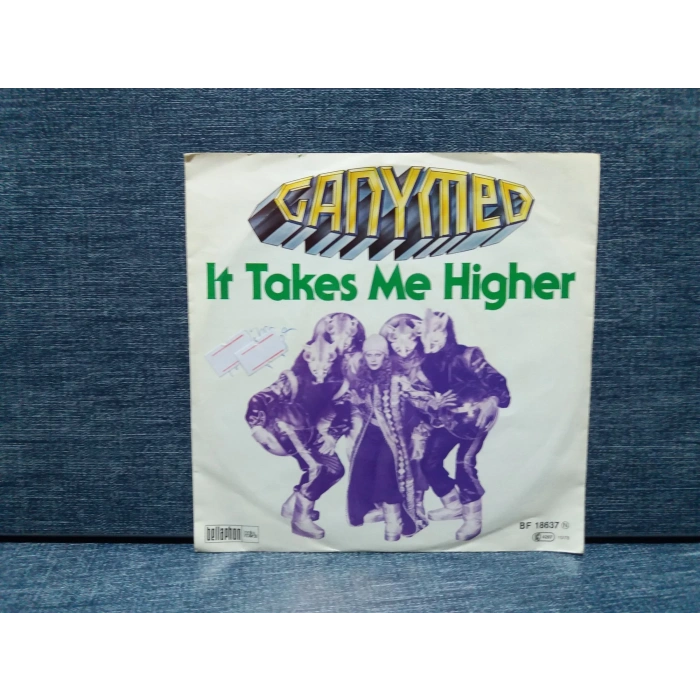 GANYMED
It Takes Me Higher
bellaphon
BF 18637 N